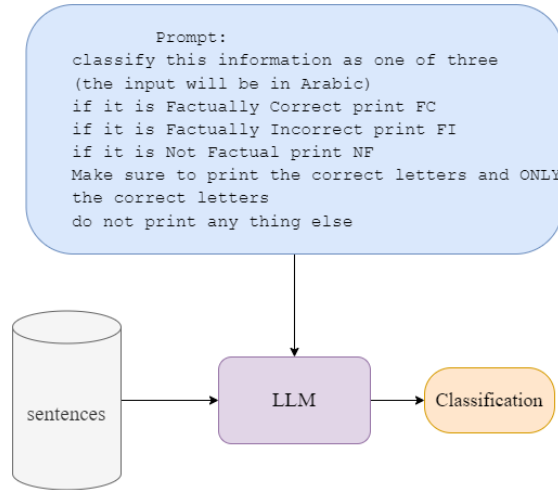 Prompt:
classify this information as one of three
(the input will be in Arabic)
if it is Factually Correct print FC
if it is Factually Incorrect print FI
if it is Not Factual print NF
Make sure to print the correct letters and ONLY
the correct letters
do not print any thing else
sentences
LLM
Classification